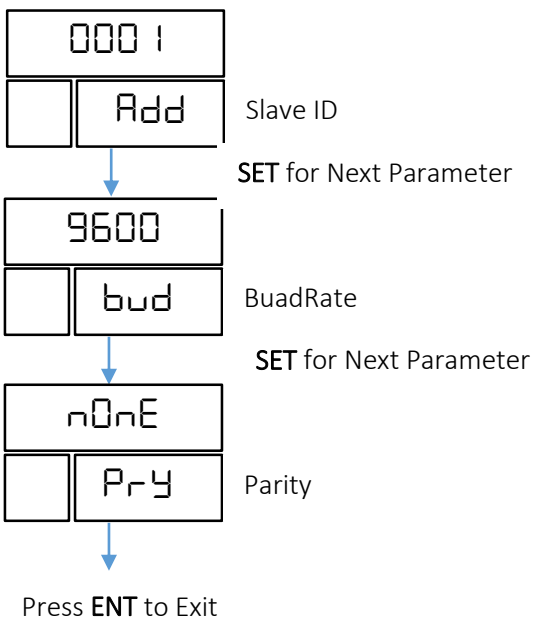 0001
Add
Slave ID
SET for Next Parameter
9600
bud
BuadRate
SET for Next Parameter
n0nE
PrY
Parity
Press ENT to Exit